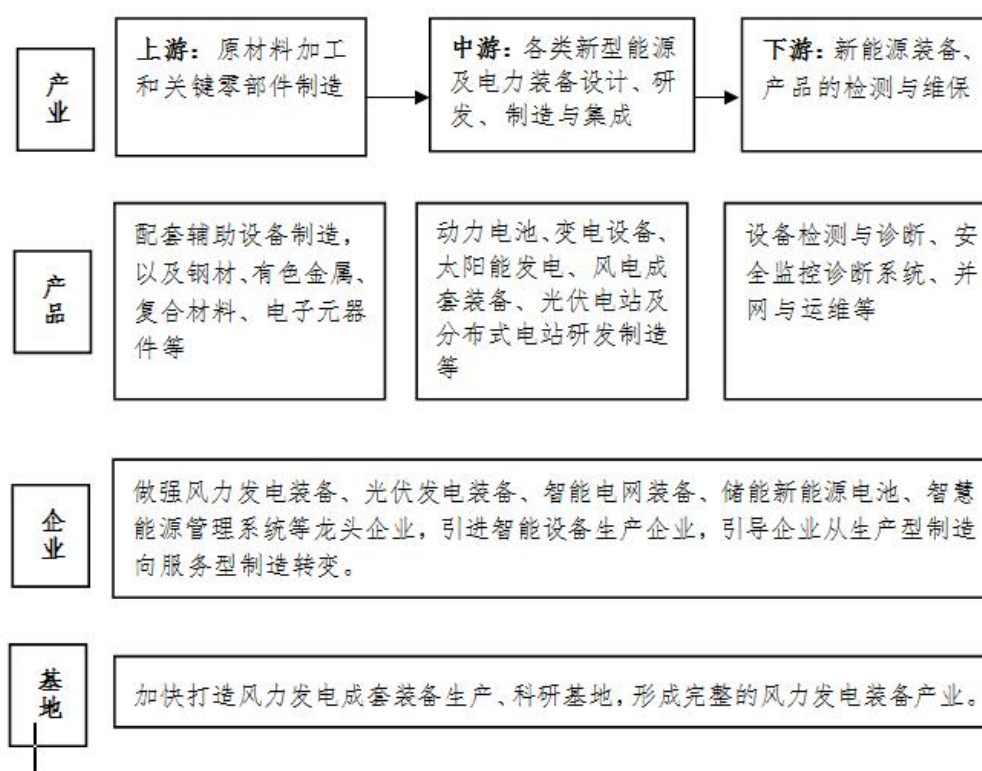 产业
上游：原材料加工
和关键零部件制造
中游：各类新型能源
及电力装备设计、研
发、制造与集成
下游：新能源装备、
产品的检测与维保
产品
配套辅助设备制造，
以及钢材、有色金属、
复合材料、电子元器
件等
动力电池、变电设备、
太阳能发电、风电成
套装备、光伏电站及
分布式电站研发制造
等
设备检测与诊断、安
全监控诊断系统、并
网与运维等
企业
做强风力发电装备、光伏发电装备、智能电网装备、储能新能源电池、智慧
能源管理系统等龙头企业，引进智能设备生产企业，引导企业从生产型制造
向服务型制造转变。
基地
加快打造风力发电成套装备生产、科研基地，形成完整的风力发电装备产业。